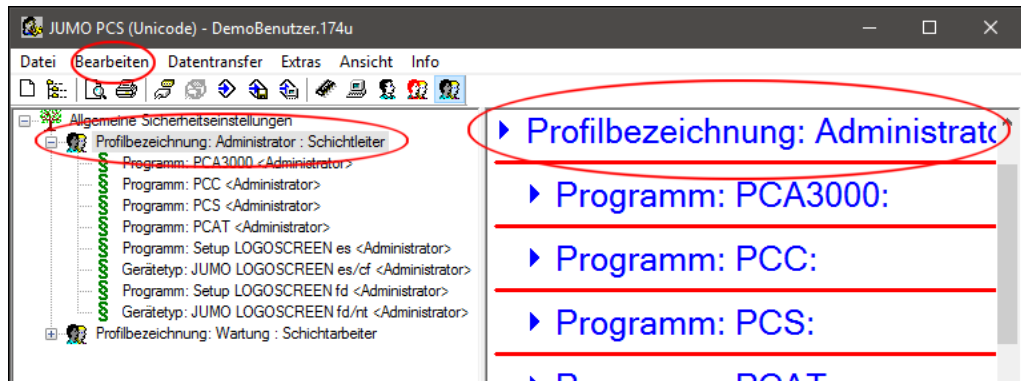 JUMO PCS (Unicode) - DemoBenutzer.174u
Datei Bearbeiten Datentransfer Extras Ansicht Info
Allgemeine Sicherheitseinstellungen
Profilbezeichnung: Administrator : Schichtleiter
Programm: PCA3000 <Administrator>
Programm: PCC <Administrator>
Programm: PCS <Administrator>
Programm: PCAT <Administrator>
Programm: Setup LOGOSCREEN es <Administrator>
Gerätetyp: JUMO LOGOSCREEN es/cf <Administrator>
Programm: Setup LOGOSCREEN fd <Administrator>
Gerätetyp: JUMO LOGOSCREEN fd/nt <Administrator>
Profilbezeichnung: Wartung : Schichtarbeiter
Profilbezeichnung: Administrato
Programm: PCA3000:
Programm: PCC:
Programm: PCS: